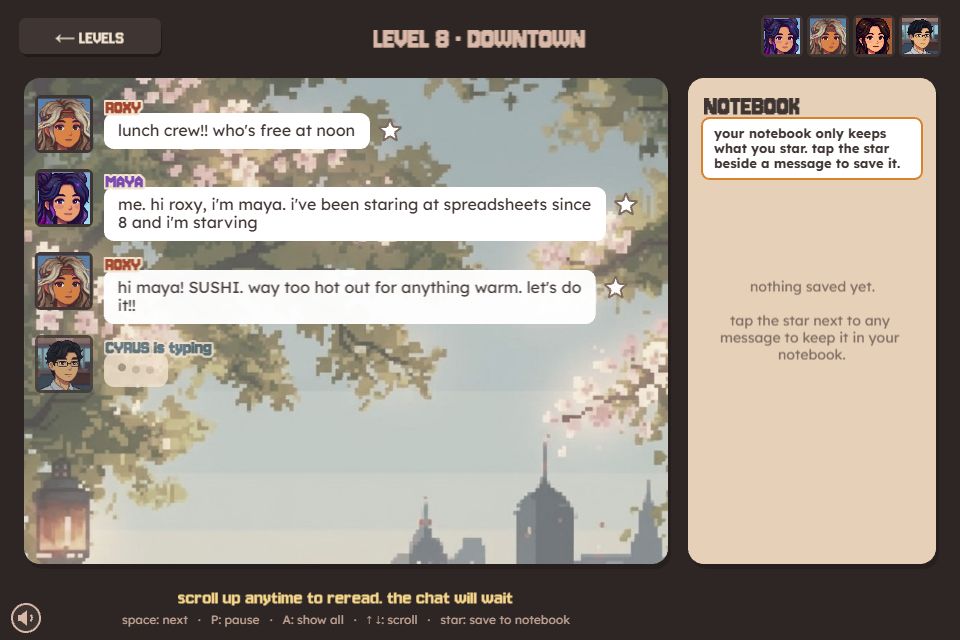 ← LEVELS
LEVEL 8 · DOWNTOWN
ROXY
lunch crew!! who's free at noon
MAYA
me. hi roxy, i'm maya. i've been staring at spreadsheets since
8 and i'm starving
ROXY
hi maya! SUSHI. way too hot out for anything warm. let's do
it!!
CYRUS is typing
NOTEBOOK
your notebook only keeps
what you star. tap the star
beside a message to save it.
nothing saved yet.
tap the star next to any
message to keep it in your
notebook.
scroll up anytime to reread. the chat will wait
space: next · P: pause · A: show all · ↑↓: scroll · star: save to notebook